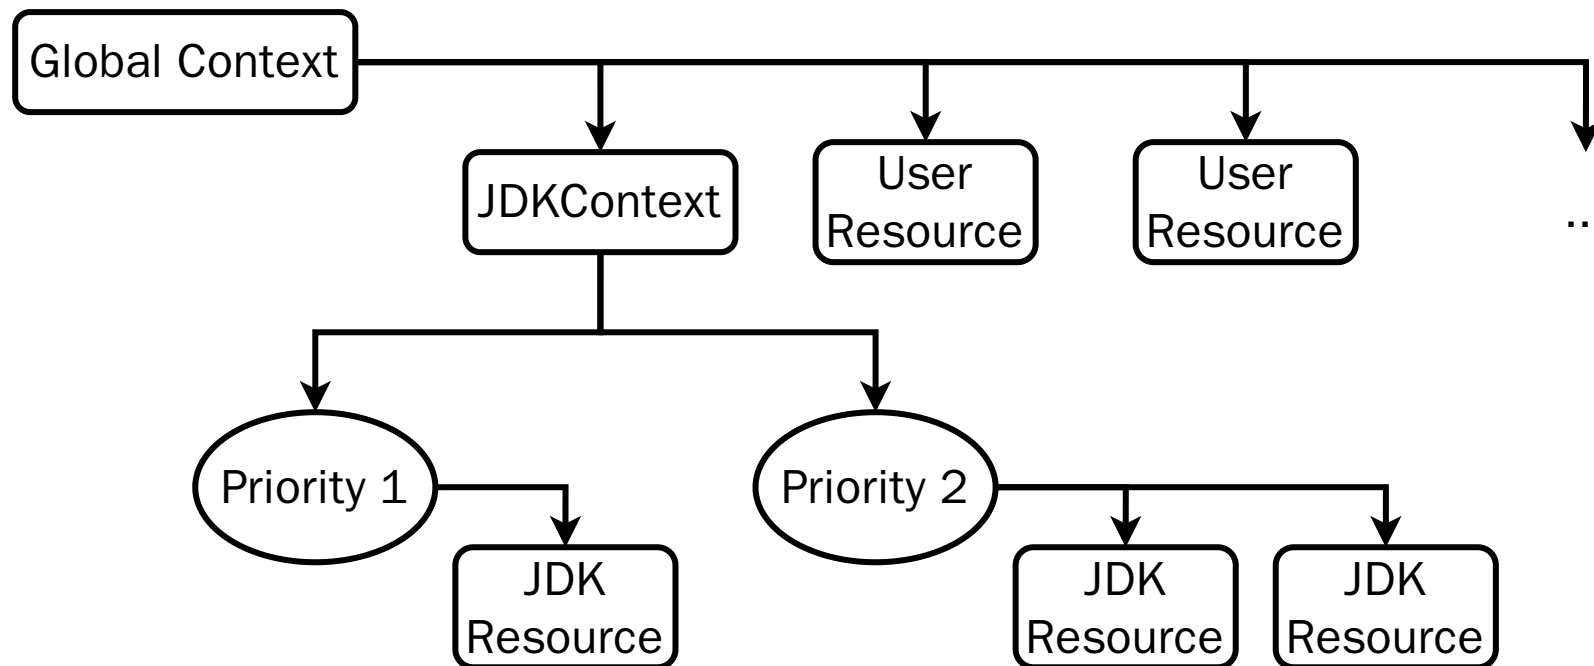 Global Context
JDKContext
User
Resource
User
Resource
..
Priority 1
Priority 2
JDK
Resource
JDK
Resource
JDK
Resource